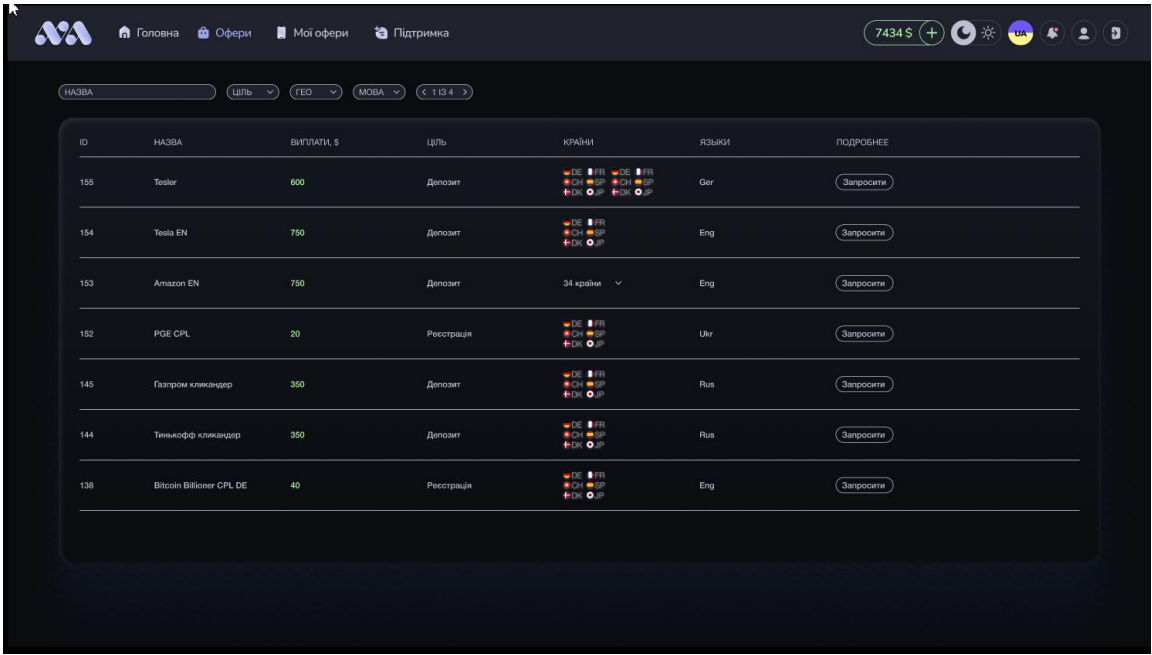 Головна Офери Мої офери Підтримка 7434 $ UA
НАЗВА ЦІЛЬ ГЕО МОВА 1 ІЗ 4
ID НАЗВА ВИПЛАТИ, $ ЦІЛЬ КРАЇНИ ЯЗЫКИ ПОДРОБНЕЕ
DE FR DE FR
155 Tesler 600 Депозит CH SP CH SP Ger Запросити
DK JP DK JP
DE FR
154 Tesla EN 750 Депозит CH SP Eng Запросити
DK JP
153 Amazon EN 750 Депозит 34 країни Eng Запросити
DE FR
152 PGE CPL 20 Реєстрація CH SP Ukr Запросити
DK JP
DE FR
145 Газпром кликандер 350 Депозит CH SP Rus Запросити
DK JP
DE FR
144 Тинькофф кликандер 350 Депозит CH SP Rus Запросити
DK JP
DE FR
138 Bitcoin Billioner CPL DE 40 Реєстрація CH SP Eng Запросити
DK JP